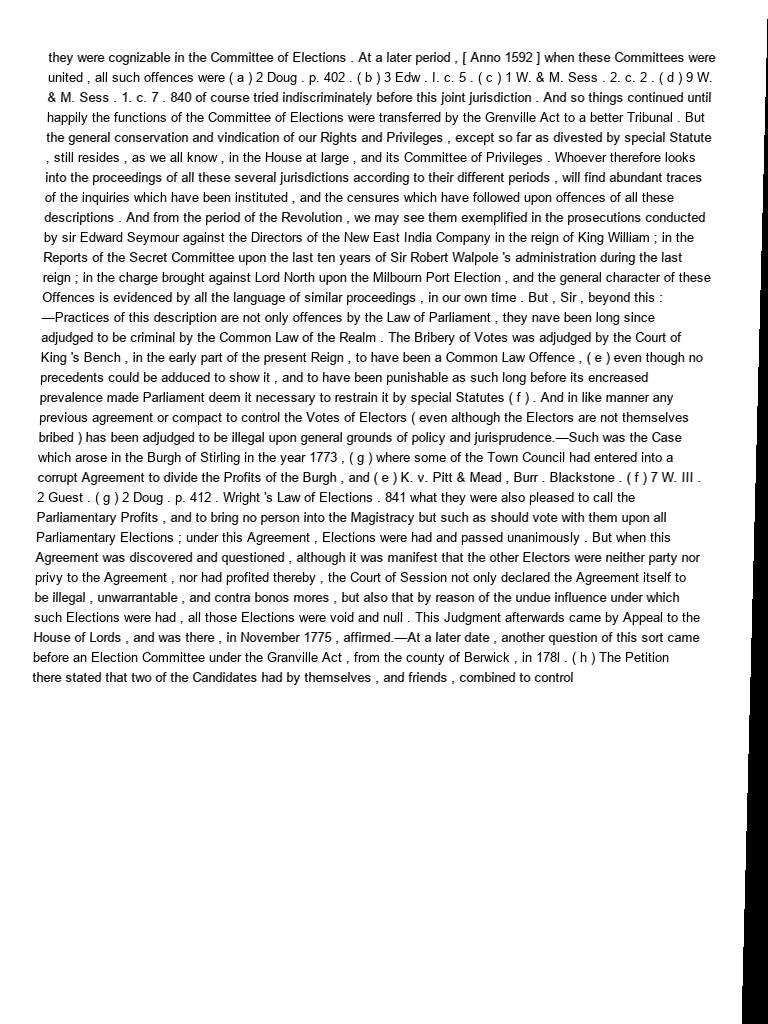 they were cognizable in the Committee of Elections . At a later period , [ Anno 1592 ] when these Committees were
united , all such offences were ( a ) 2 Doug . p. 402 . ( b ) 3 Edw . I. c. 5 . ( c ) 1 W. & M. Sess . 2. c. 2 . ( d ) 9 W.
& M. Sess . 1. c. 7 . 840 of course tried indiscriminately before this joint jurisdiction . And so things continued until
happily the functions of the Committee of Elections were transferred by the Grenville Act to a better Tribunal . But
the general conservation and vindication of our Rights and Privileges , except so far as divested by special Statute
, still resides , as we all know , in the House at large , and its Committee of Privileges . Whoever therefore looks
into the proceedings of all these several jurisdictions according to their different periods , will find abundant traces
of the inquiries which have been instituted , and the censures which have followed upon offences of all these
descriptions . And from the period of the Revolution , we may see them exemplified in the prosecutions conducted
by sir Edward Seymour against the Directors of the New East India Company in the reign of King William ; in the
Reports of the Secret Committee upon the last ten years of Sir Robert Walpole 's administration during the last
reign ; in the charge brought against Lord North upon the Milbourn Port Election , and the general character of these
Offences is evidenced by all the language of similar proceedings , in our own time . But , Sir , beyond this :
—Practices of this description are not only offences by the Law of Parliament , they nave been long since
adjudged to be criminal by the Common Law of the Realm . The Bribery of Votes was adjudged by the Court of
King 's Bench , in the early part of the present Reign , to have been a Common Law Offence , ( e ) even though no
precedents could be adduced to show it , and to have been punishable as such long before its encreased
prevalence made Parliament deem it necessary to restrain it by special Statutes ( f ) . And in like manner any
previous agreement or compact to control the Votes of Electors ( even although the Electors are not themselves
bribed ) has been adjudged to be illegal upon general grounds of policy and jurisprudence.—Such was the Case
which arose in the Burgh of Stirling in the year 1773 , ( g ) where some of the Town Council had entered into a
corrupt Agreement to divide the Profits of the Burgh , and ( e ) K. v. Pitt & Mead , Burr . Blackstone . ( f ) 7 W. III .
2 Guest . ( g ) 2 Doug . p. 412 . Wright 's Law of Elections . 841 what they were also pleased to call the
Parliamentary Profits , and to bring no person into the Magistracy but such as should vote with them upon all
Parliamentary Elections ; under this Agreement , Elections were had and passed unanimously . But when this
Agreement was discovered and questioned , although it was manifest that the other Electors were neither party nor
privy to the Agreement , nor had profited thereby , the Court of Session not only declared the Agreement itself to
be illegal , unwarrantable , and contra bonos mores , but also that by reason of the undue influence under which
such Elections were had , all those Elections were void and null . This Judgment afterwards came by Appeal to the
House of Lords , and was there , in November 1775 , affirmed.—At a later date , another question of this sort came
before an Election Committee under the Granville Act , from the county of Berwick , in 178l . ( h ) The Petition
there stated that two of the Candidates had by themselves , and friends , combined to control